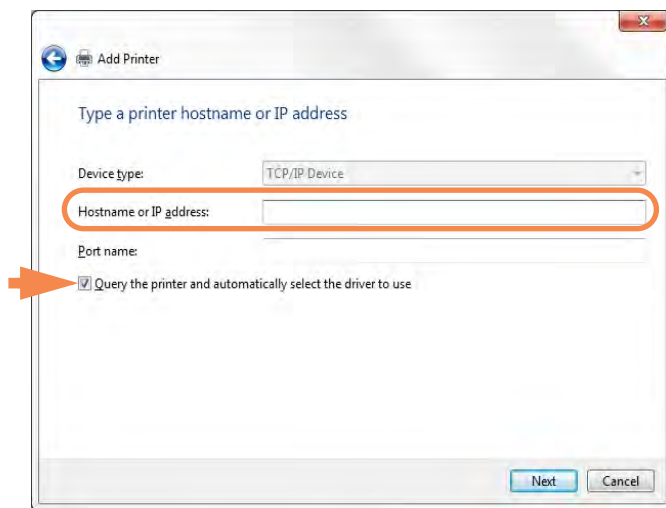 Add Printer
Type a printer hostname or IP address
Device type: TCP/IP Device
Hostname or IP address:
Port name:
Query the printer and automatically select the driver to use
Next Cancel